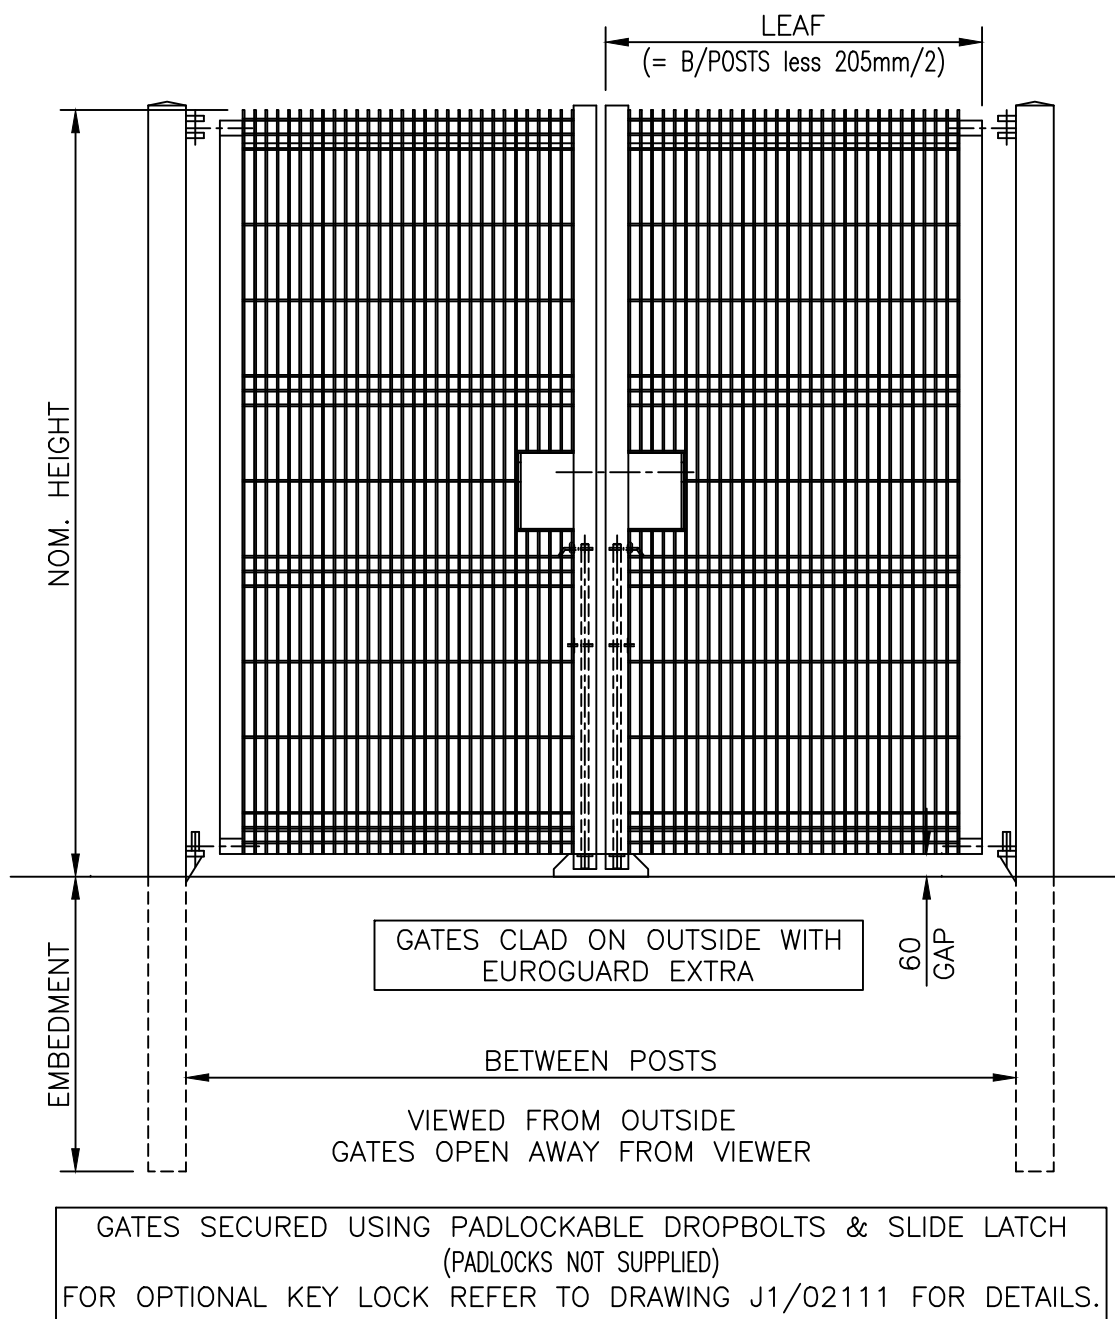 LEAF
(= B/POSTS less 205mm/2)
NOM. HEIGHT
GATES CLAD ON OUTSIDE WITH
EUROGUARD EXTRA
60
GAP
EMBEDMENT
BETWEEN POSTS
VIEWED FROM OUTSIDE
GATES OPEN AWAY FROM VIEWER
GATES SECURED USING PADLOCKABLE DROPBOLTS & SLIDE LATCH
(PADLOCKS NOT SUPPLIED)
FOR OPTIONAL KEY LOCK REFER TO DRAWING J1/02111 FOR DETAILS.